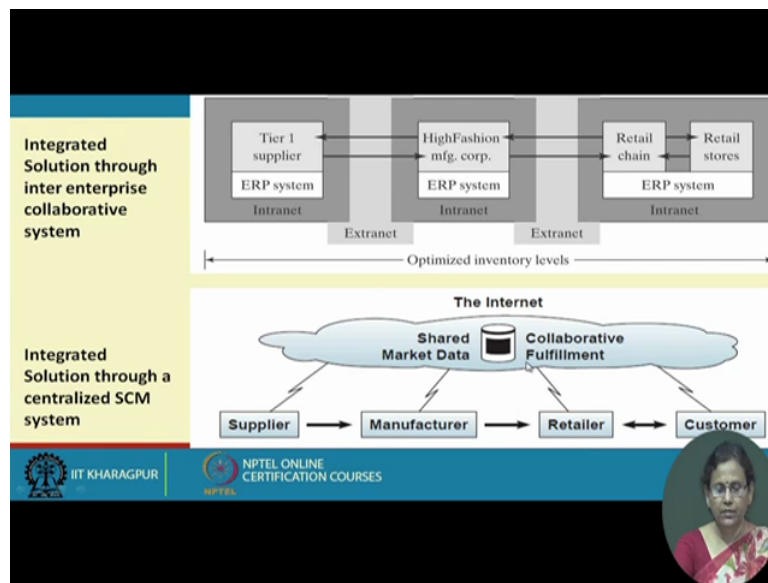 Integrated
Solution through
inter enterprise
collaborative
system
Tier 1
supplier
ERP system
Intranet
Extranet
HighFashion
mfg. corp.
ERP system
Intranet
Extranet
Retail
chain
Retail
stores
ERP system
Intranet
Optimized inventory levels
Integrated
Solution through a
centralized SCM
system
The Internet
Shared
Market Data
Collaborative
Fulfillment
Supplier
Manufacturer
Retailer
Customer
IIT KHARAGPUR
NPTEL
NPTEL ONLINE
CERTIFICATION COURSES